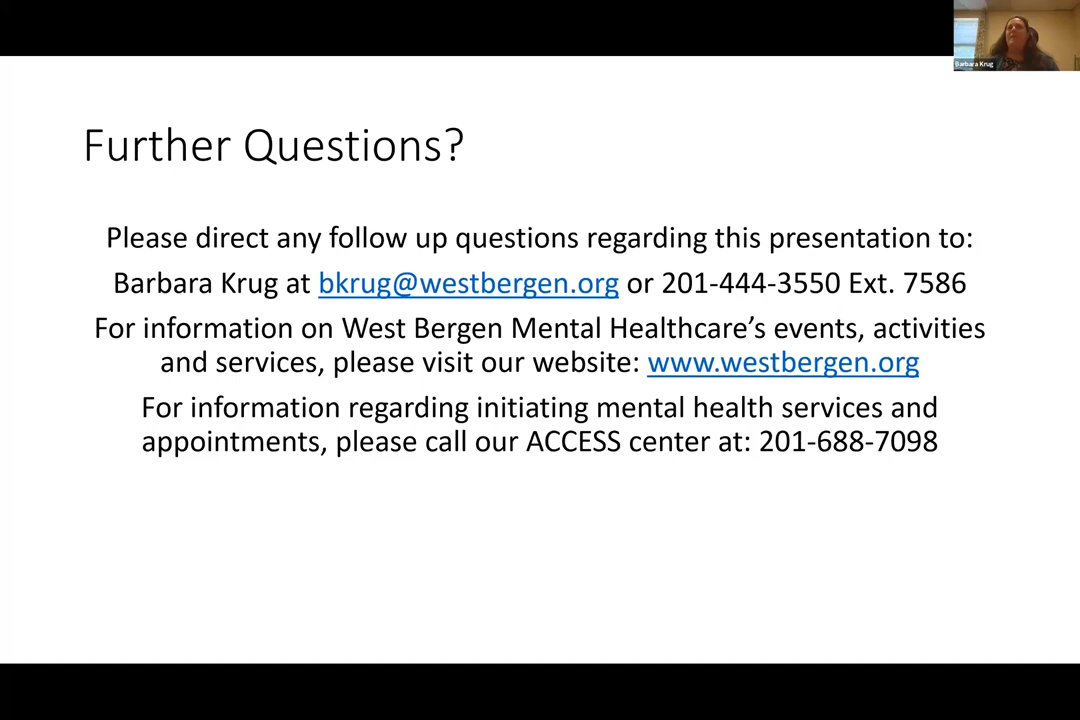 Barbara Krug
Further Questions?
Please direct any follow up questions regarding this presentation to:
Barbara Krug at bkrug@westbergen.org or 201-444-3550 Ext. 7586
For information on West Bergen Mental Healthcare’s events, activities
and services, please visit our website: www.westbergen.org
For information regarding initiating mental health services and
appointments, please call our ACCESS center at: 201-688-7098